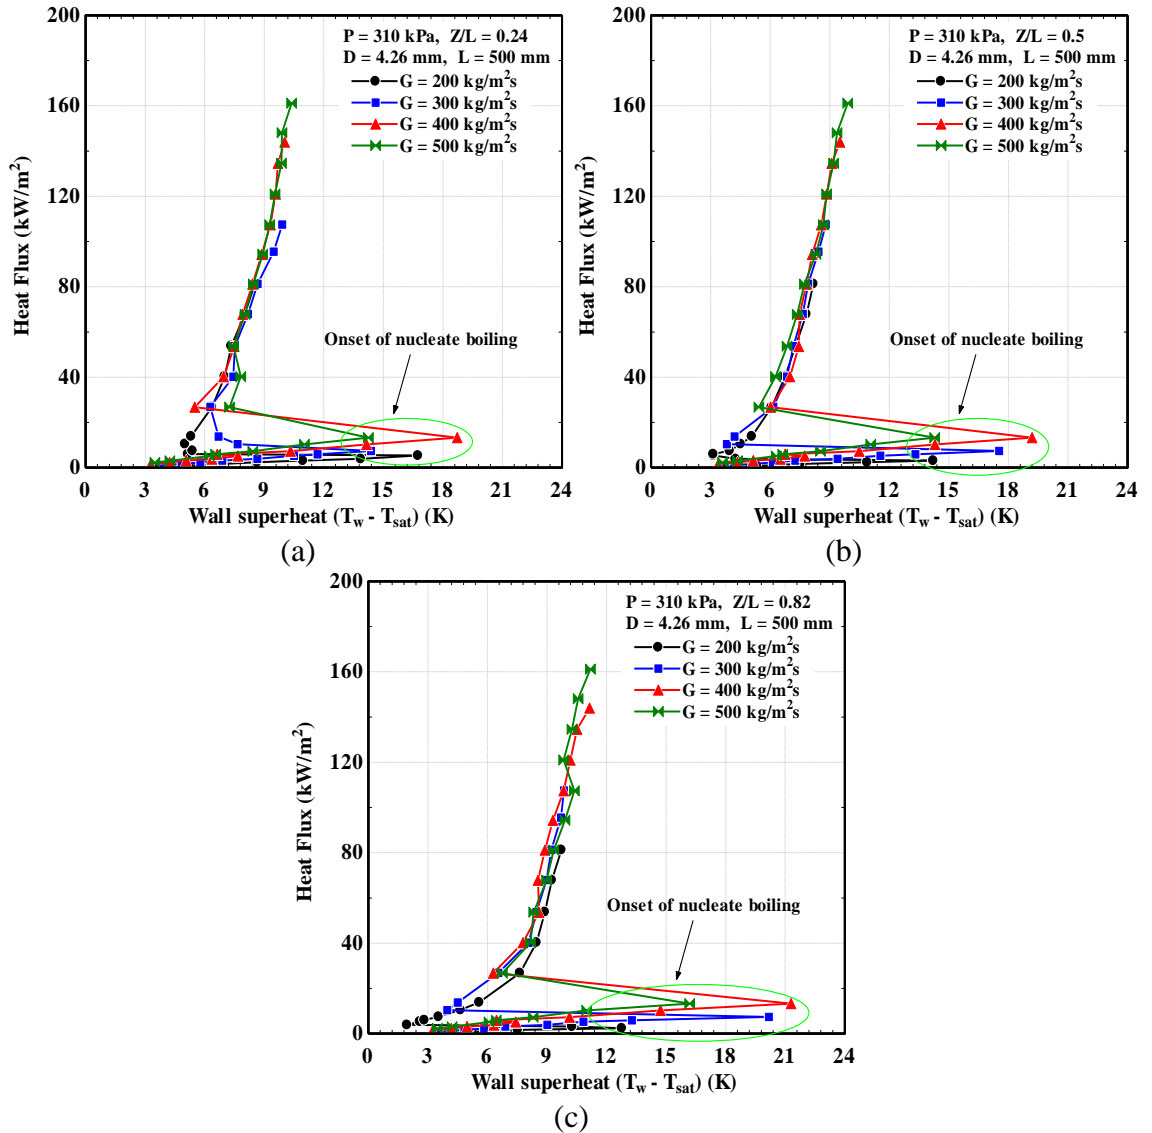 200
160
120
80
40
0
Heat Flux (kW/m²)
P = 310 kPa, Z/L = 0.24
D = 4.26 mm, L = 500 mm
G = 200 kg/m²s
G = 300 kg/m²s
G = 400 kg/m²s
G = 500 kg/m²s
Onset of nucleate boiling
0 3 6 9 12 15 18 21 24
Wall superheat (T_w - T_sat) (K)
(a)
200
160
120
80
40
0
Heat Flux (kW/m²)
P = 310 kPa, Z/L = 0.5
D = 4.26 mm, L = 500 mm
G = 200 kg/m²s
G = 300 kg/m²s
G = 400 kg/m²s
G = 500 kg/m²s
Onset of nucleate boiling
0 3 6 9 12 15 18 21 24
Wall superheat (T_w - T_sat) (K)
(b)
200
160
120
80
40
0
Heat Flux (kW/m²)
P = 310 kPa, Z/L = 0.82
D = 4.26 mm, L = 500 mm
G = 200 kg/m²s
G = 300 kg/m²s
G = 400 kg/m²s
G = 500 kg/m²s
Onset of nucleate boiling
0 3 6 9 12 15 18 21 24
Wall superheat (T_w - T_sat) (K)
(c)